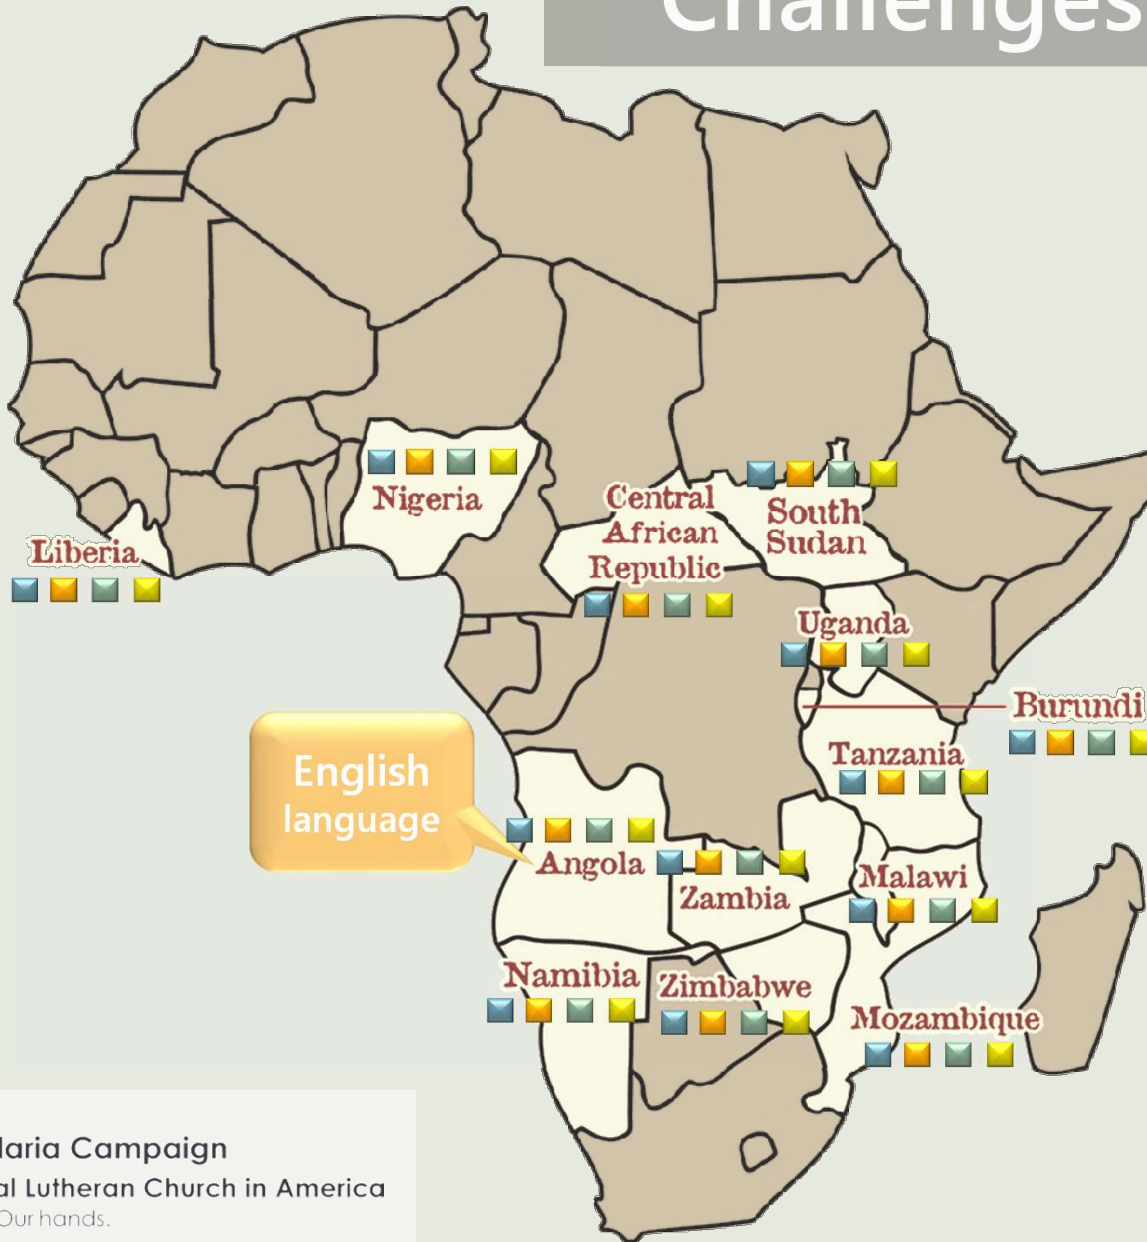 Challenges
Nigeria
Liberia
Central
African
Republic
South
Sudan
Uganda
Burundi
Tanzania
English
language
Angola
Zambia
Malawi
Namibia
Zimbabwe
Mozambique
laria Campaign
al Lutheran Church in America
Our hands.